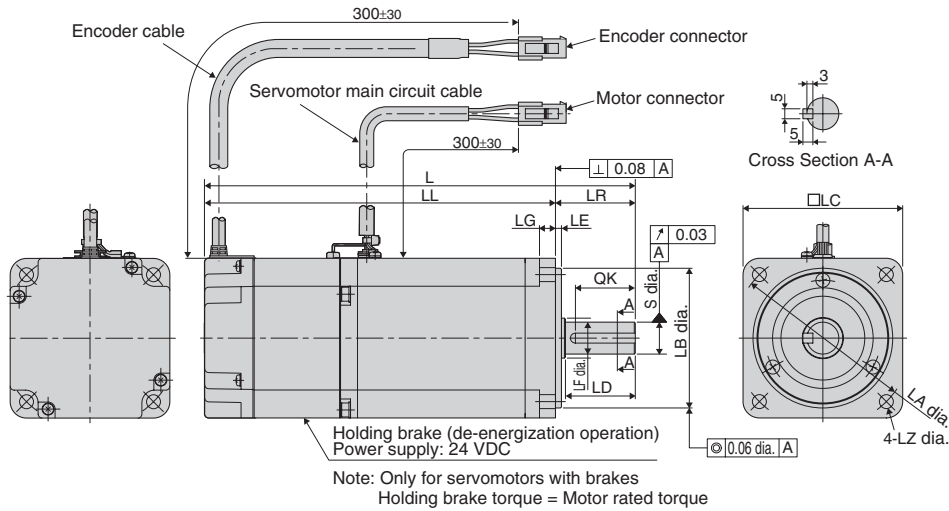 300±30
Encoder cable
Encoder connector
Servomotor main circuit cable
Motor connector
300±30
3
5
5
Cross Section A-A
L
⊥ 0.08 A
LL
LR
□LC
LG
LE
↗ 0.03
A
QK
S dia.
A
LB dia.
A
LF dia.
LD
LA dia.
4-LZ dia.
◎ 0.06 dia. A
Holding brake (de-energization operation)
Power supply: 24 VDC
Note: Only for servomotors with brakes
Holding brake torque = Motor rated torque